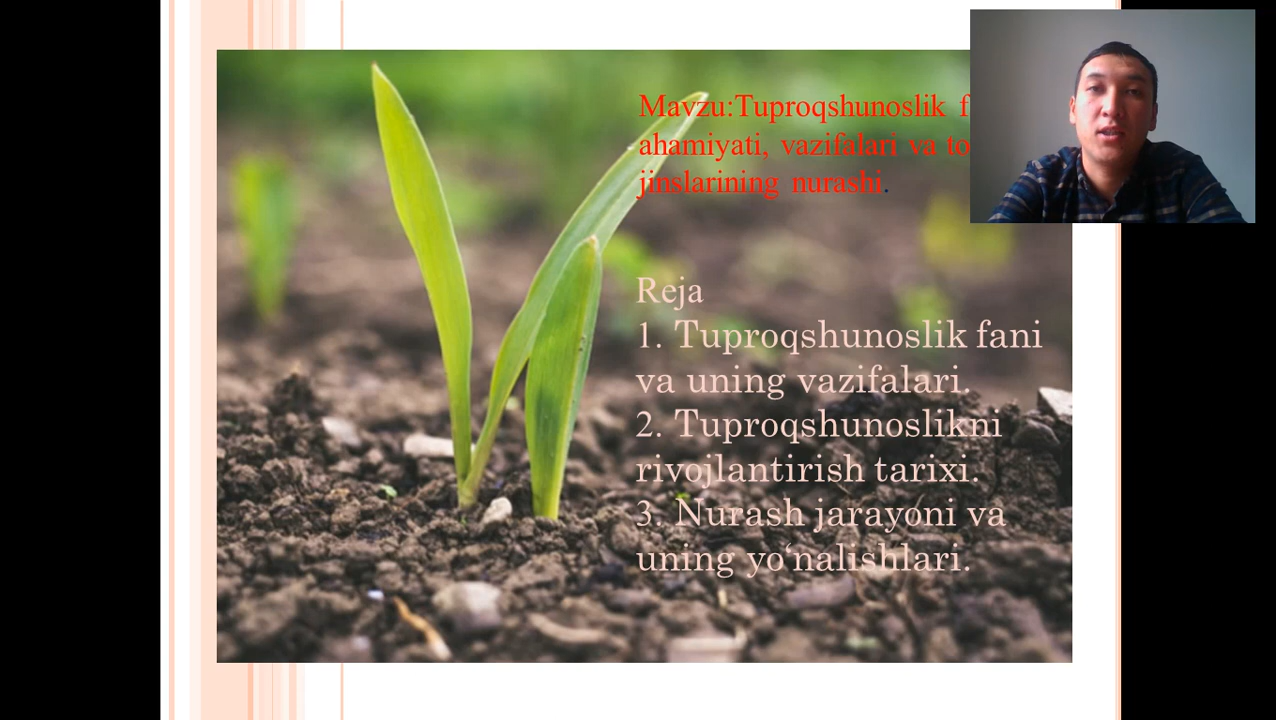 Mavzu:Tuproqshunoslik
ahamiyati, vazifalari va
jinslarining nurashi.
Reja
1. Tuproqshunoslik fani
va uning vazifalari.
2. Tuproqshunoslikni
rivojlantirish tarixi.
3. Nurash jarayoni va
uning yo‘nalishlari.